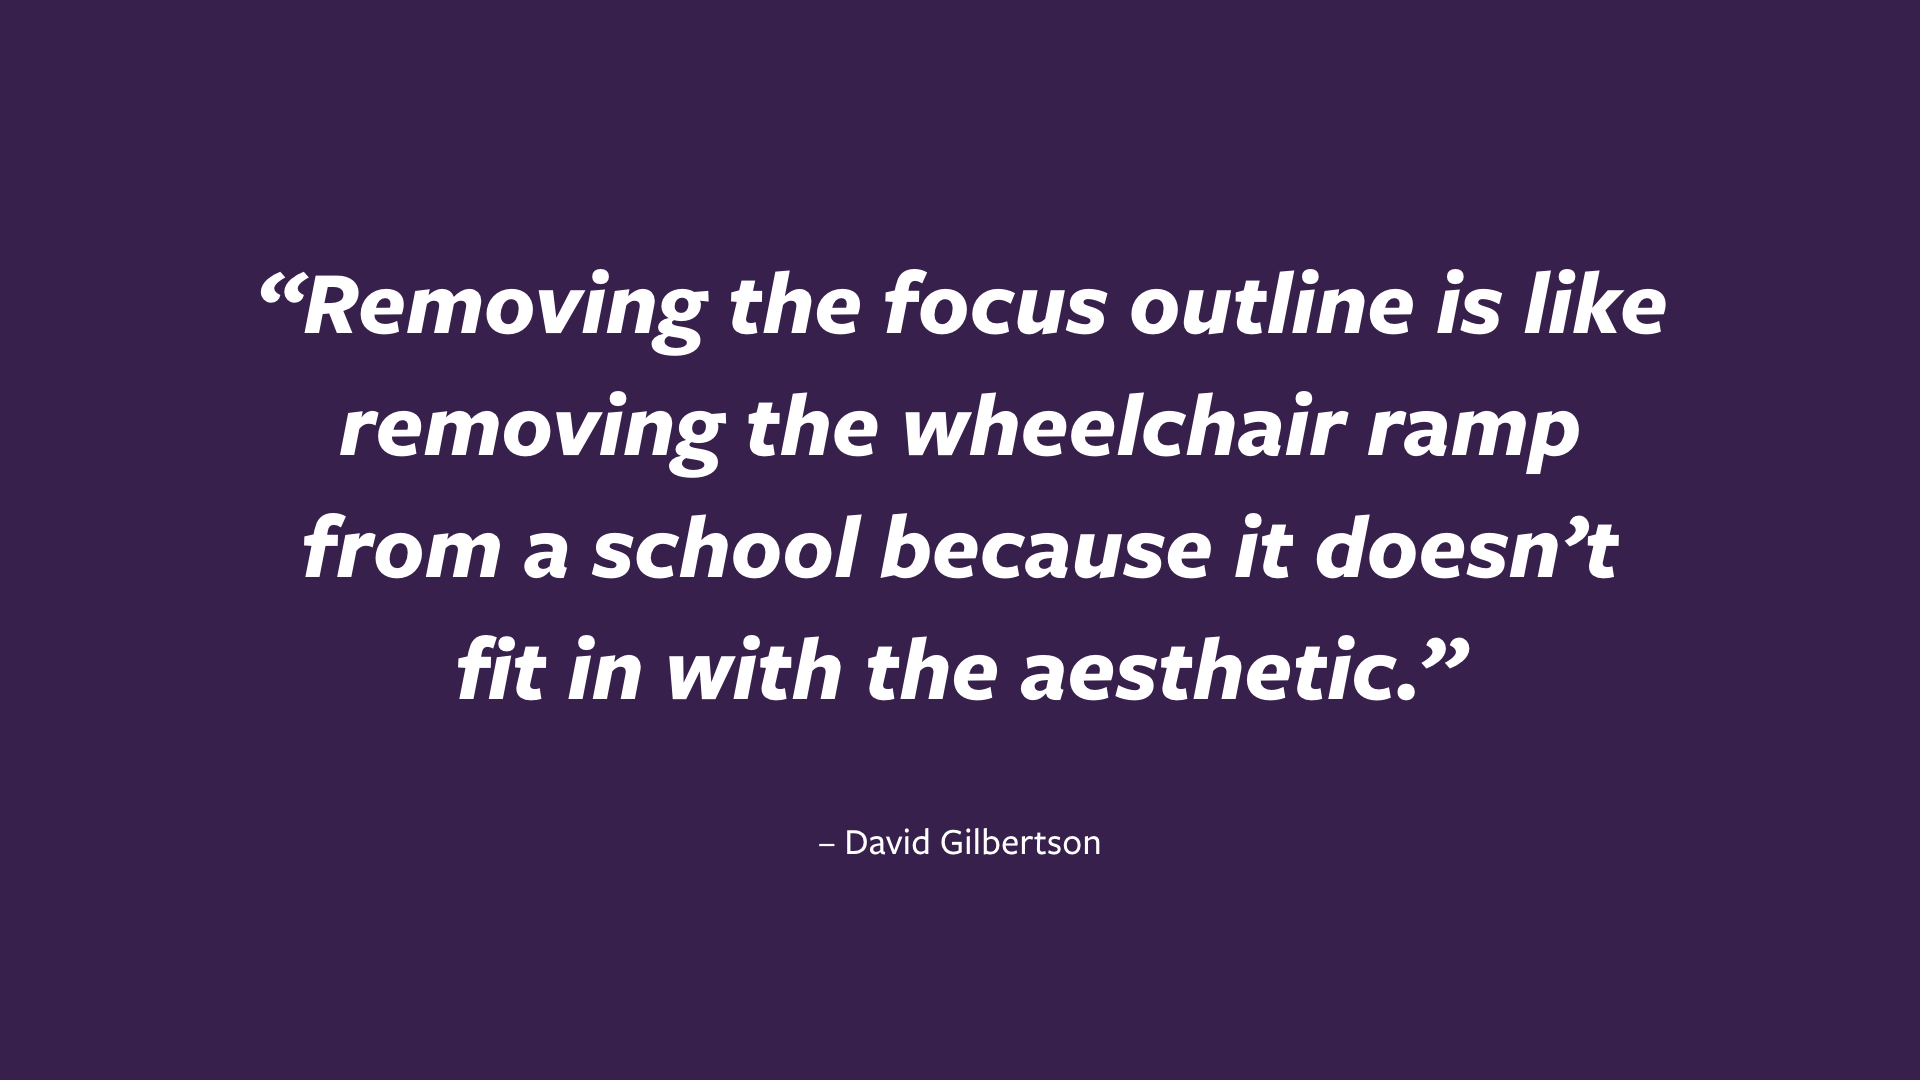 “Removing the focus outline is like
removing the wheelchair ramp
from a school because it doesn’t
fit in with the aesthetic.”
– David Gilbertson